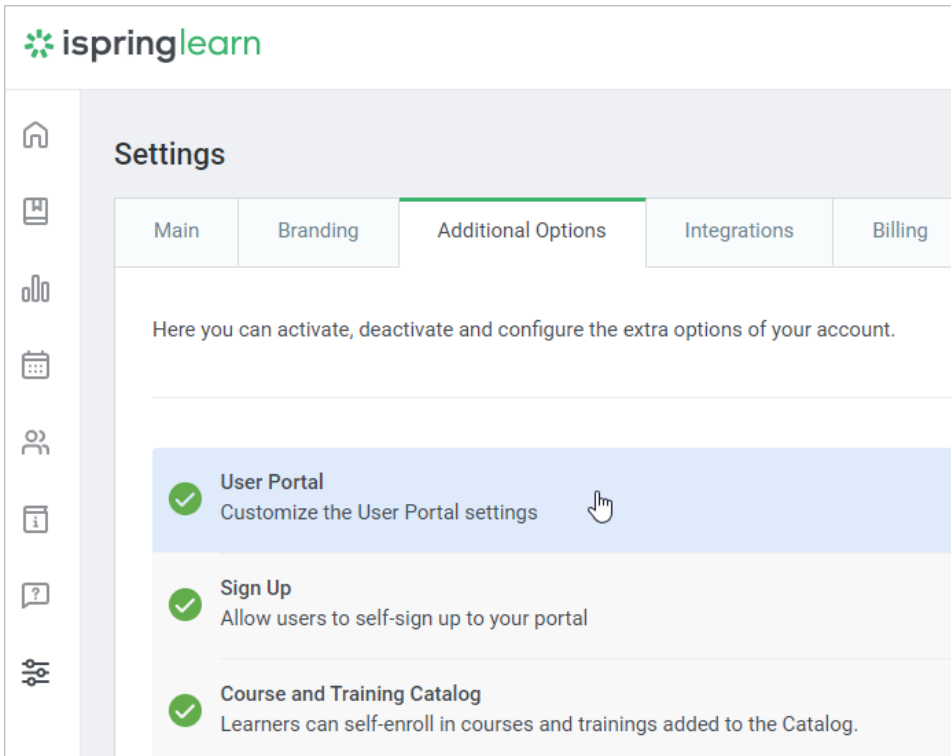 ispringlearn
Settings
Main
Branding
Additional Options
Integrations
Billing
Here you can activate, deactivate and configure the extra options of your account.
User Portal
Customize the User Portal settings
Sign Up
Allow users to self-sign up to your portal
Course and Training Catalog
Learners can self-enroll in courses and trainings added to the Catalog.